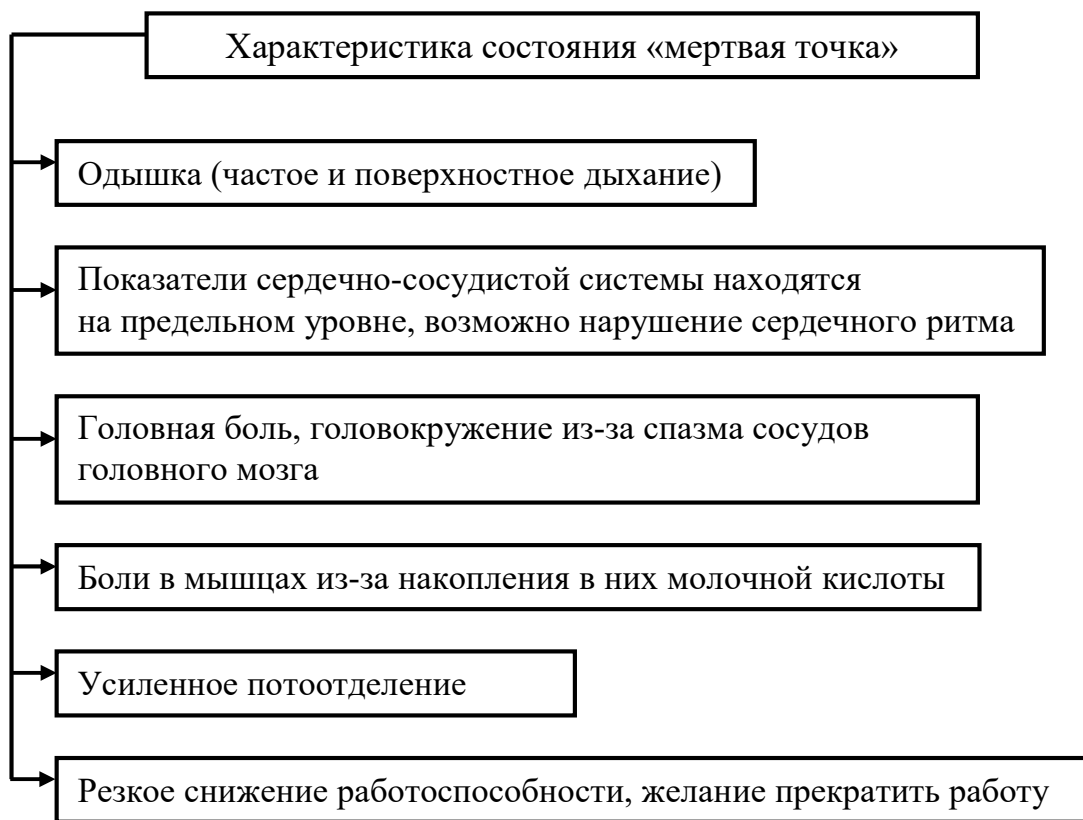 Характеристика состояния «мертвая точка»
Одышка (частое и поверхностное дыхание)
Показатели сердечно-сосудистой системы находятся
на предельном уровне, возможно нарушение сердечного ритма
Головная боль, головокружение из-за спазма сосудов
головного мозга
Боли в мышцах из-за накопления в них молочной кислоты
Усиленное потоотделение
Резкое снижение работоспособности, желание прекратить работу